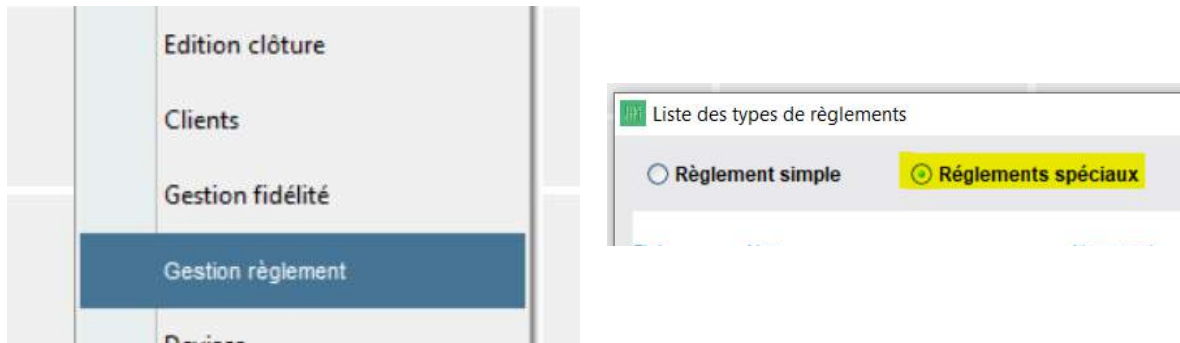 Edition clôture
Clients
Gestion fidélité
Gestion règlement
Liste des types de règlements
Règlement simple
Réglements spéciaux